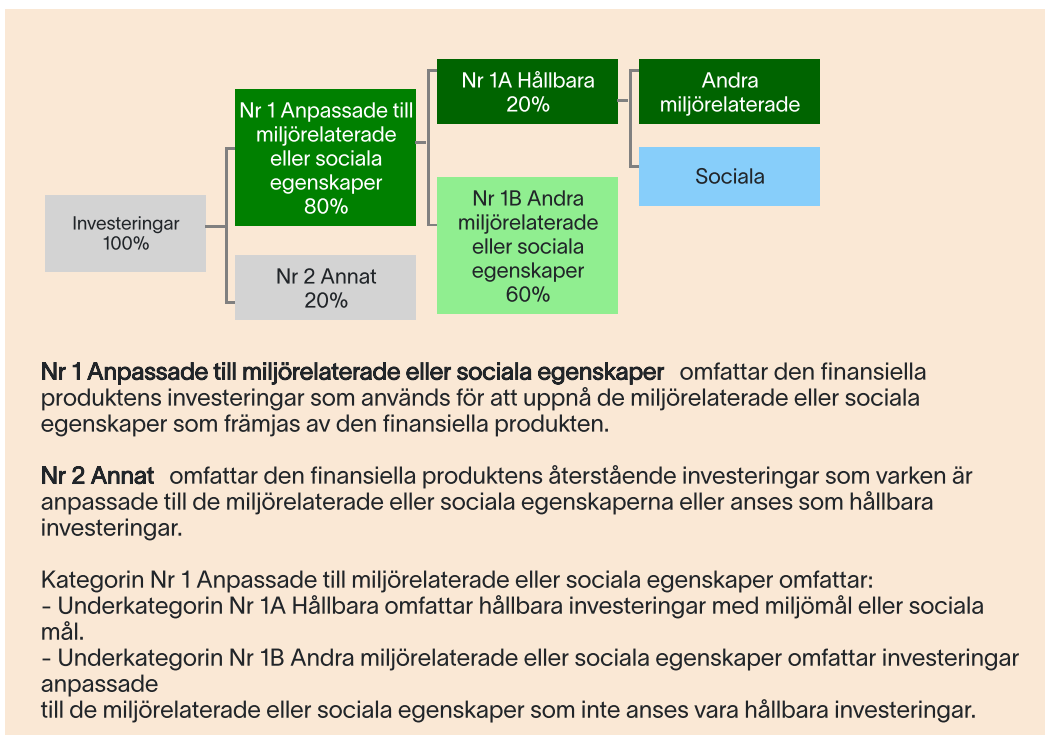 Investeringar
100%
Nr 1 Anpassade till
miljörelaterade
eller sociala
egenskaper
80%
Nr 2 Annat
20%
Nr 1A Hållbara
20%
Nr 1B Andra
miljörelaterade
eller sociala
egenskaper
60%
Andra
miljörelaterade
Sociala
Nr 1 Anpassade till miljörelaterade eller sociala egenskaper omfattar den finansiella
produktens investeringar som används för att uppnå de miljörelaterade eller sociala
egenskaper som främjas av den finansiella produkten.
Nr 2 Annat omfattar den finansiella produktens återstående investeringar som varken är
anpassade till de miljörelaterade eller sociala egenskaperna eller anses som hållbara
investeringar.
Kategorin Nr 1 Anpassade till miljörelaterade eller sociala egenskaper omfattar:
- Underkategorin Nr 1A Hållbara omfattar hållbara investeringar med miljömål eller sociala
mål.
- Underkategorin Nr 1B Andra miljörelaterade eller sociala egenskaper omfattar investeringar
anpassade
till de miljörelaterade eller sociala egenskaper som inte anses vara hållbara investeringar.